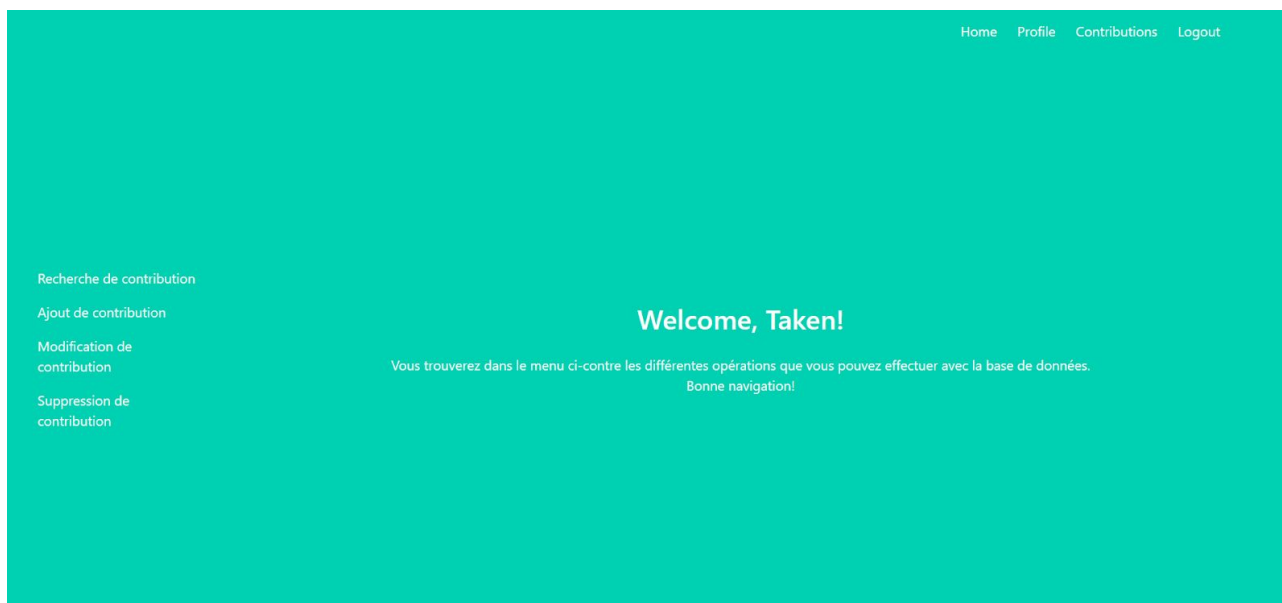 Home Profile Contributions Logout
Recherche de contribution
Ajout de contribution
Modification de
contribution
Suppression de
contribution
Welcome, Taken!
Vous trouverez dans le menu ci-contre les différentes opérations que vous pouvez effectuer avec la base de données.
Bonne navigation!